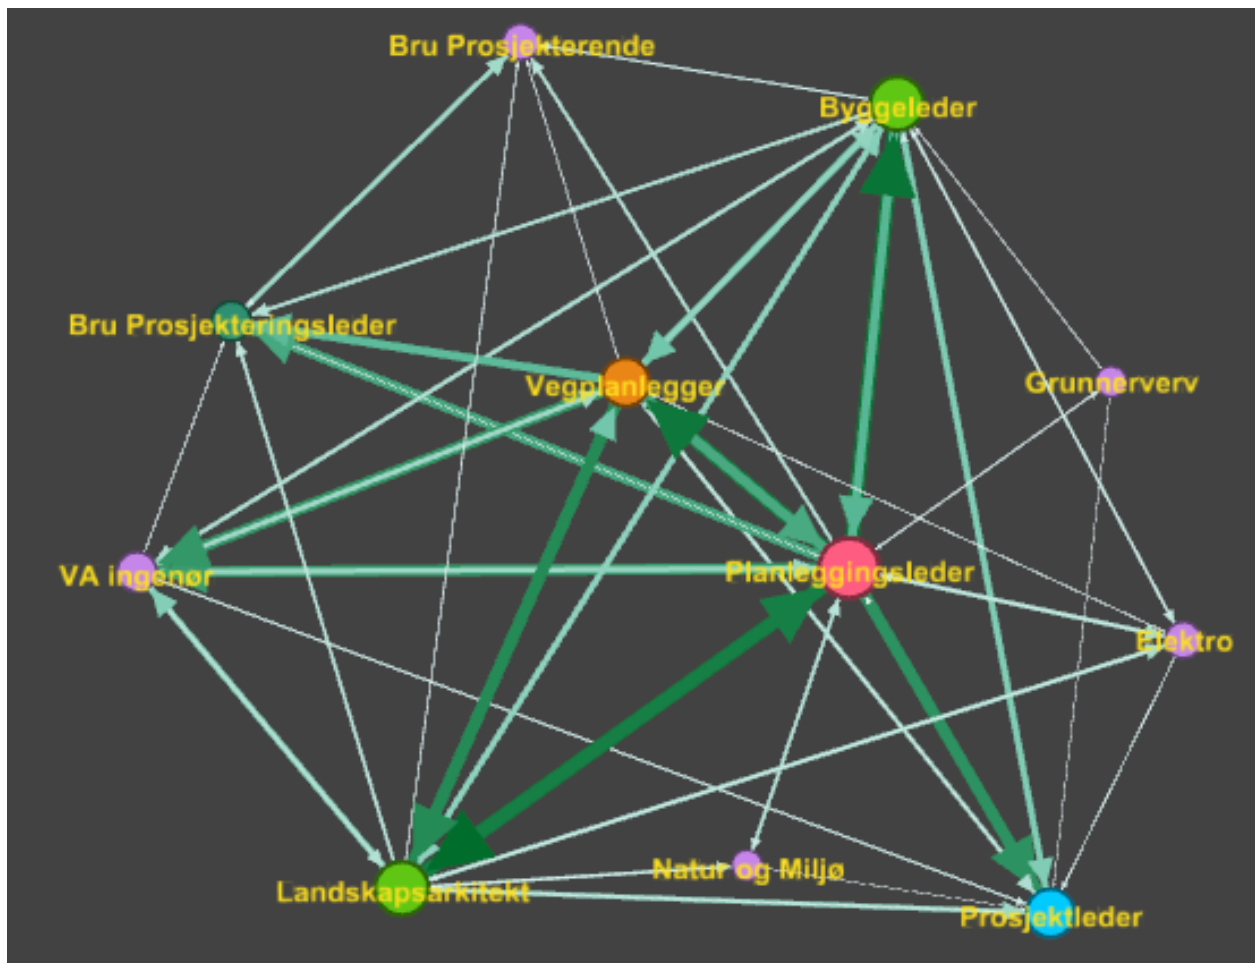 Bru Prosjekterende
Byggeleder
Bru Prosjekteringsleder
Vegplanlegger
Grunnerverv
VA ingenør
Planleggingsleder
Elektro
Natur og Miljø
Landskapsarkitekt
Prosjektleder